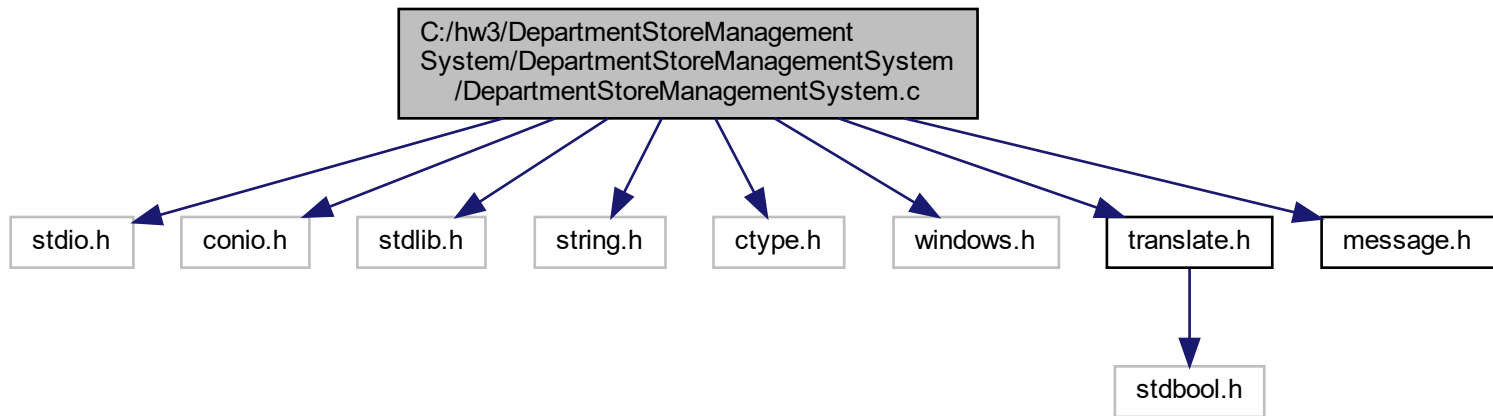 C:/hw3/DepartmentStoreManagement
System/DepartmentStoreManagementSystem
/DepartmentStoreManagementSystem.c
stdio.h
conio.h
stdlib.h
string.h
ctype.h
windows.h
translate.h
message.h
stdbool.h